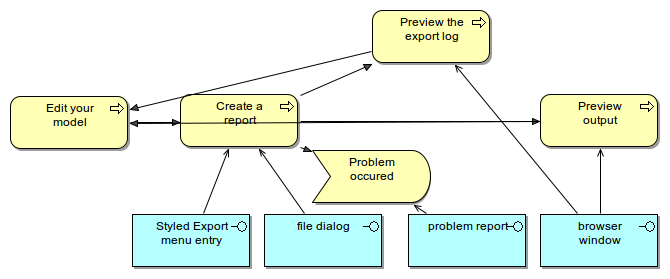 Preview the
export log
Edit your
model
Create a
report
Preview
output
Problem
occured
Styled Export
menu entry
file dialog
problem report
browser
window